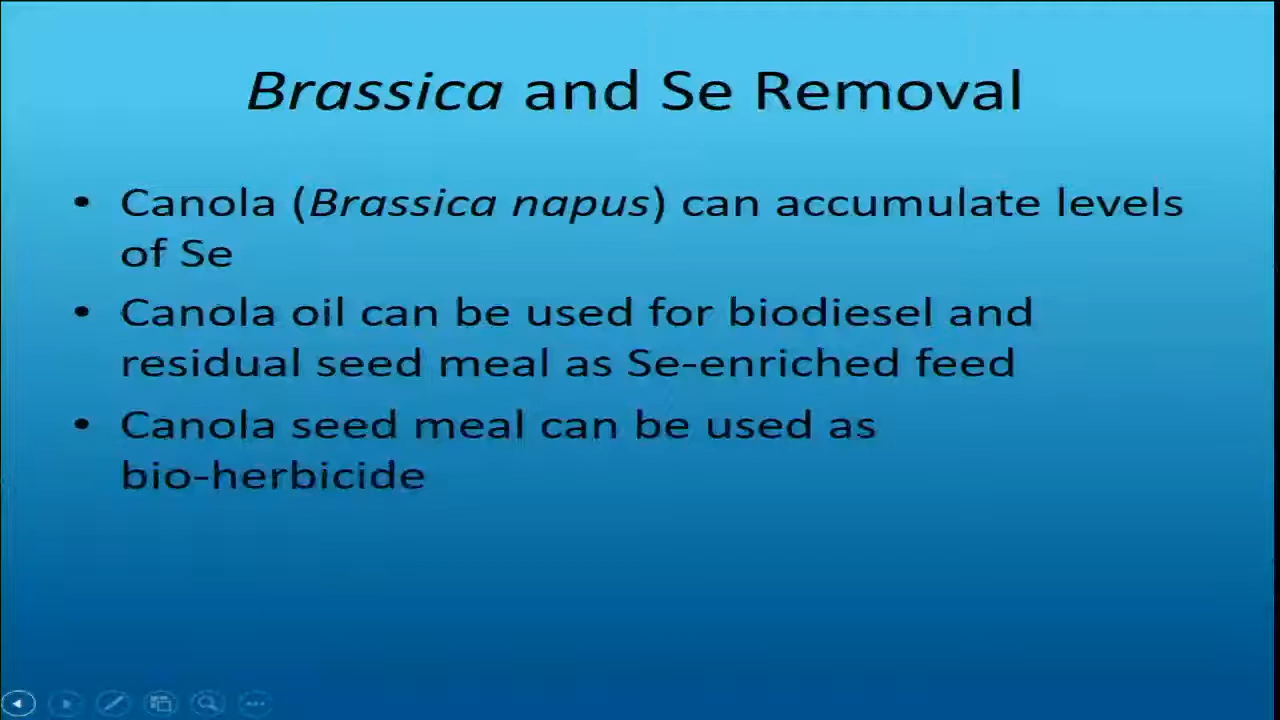 Brassica and Se Removal
• Canola (Brassica napus) can accumulate levels
of Se
• Canola oil can be used for biodiesel and
residual seed meal as Se-enriched feed
• Canola seed meal can be used as
bio-herbicide